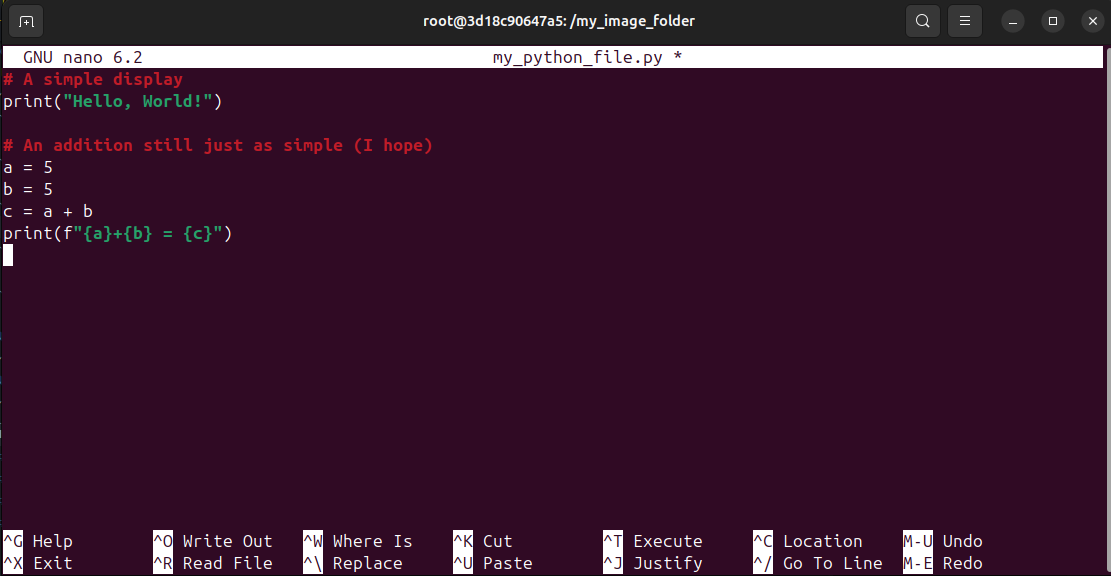 root@3d18c90647a5: /my_image_folder
GNU nano 6.2 my_python_file.py *
# A simple display
print("Hello, World!")
# An addition still just as simple (I hope)
a = 5
b = 5
c = a + b
print(f"{a}+{b} = {c}")
^G Help ^O Write Out ^W Where Is ^K Cut ^T Execute ^C Location M-U Undo
^X Exit ^R Read File ^\ Replace ^U Paste ^J Justify ^/ Go To Line M-E Redo